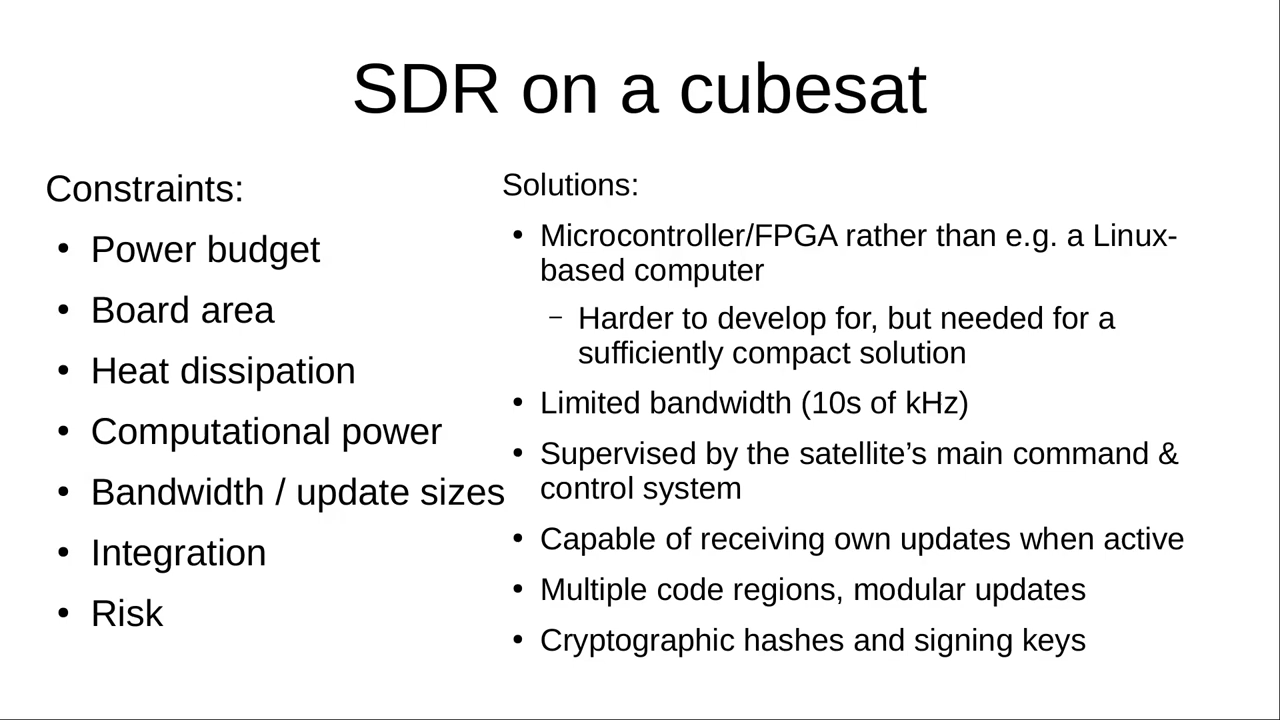 SDR on a cubesat
Constraints:
• Power budget
• Board area
• Heat dissipation
• Computational power
• Bandwidth / update sizes
• Integration
• Risk
Solutions:
• Microcontroller/FPGA rather than e.g. a Linux-
based computer
– Harder to develop for, but needed for a
sufficiently compact solution
• Limited bandwidth (10s of kHz)
• Supervised by the satellite’s main command &
control system
• Capable of receiving own updates when active
• Multiple code regions, modular updates
• Cryptographic hashes and signing keys